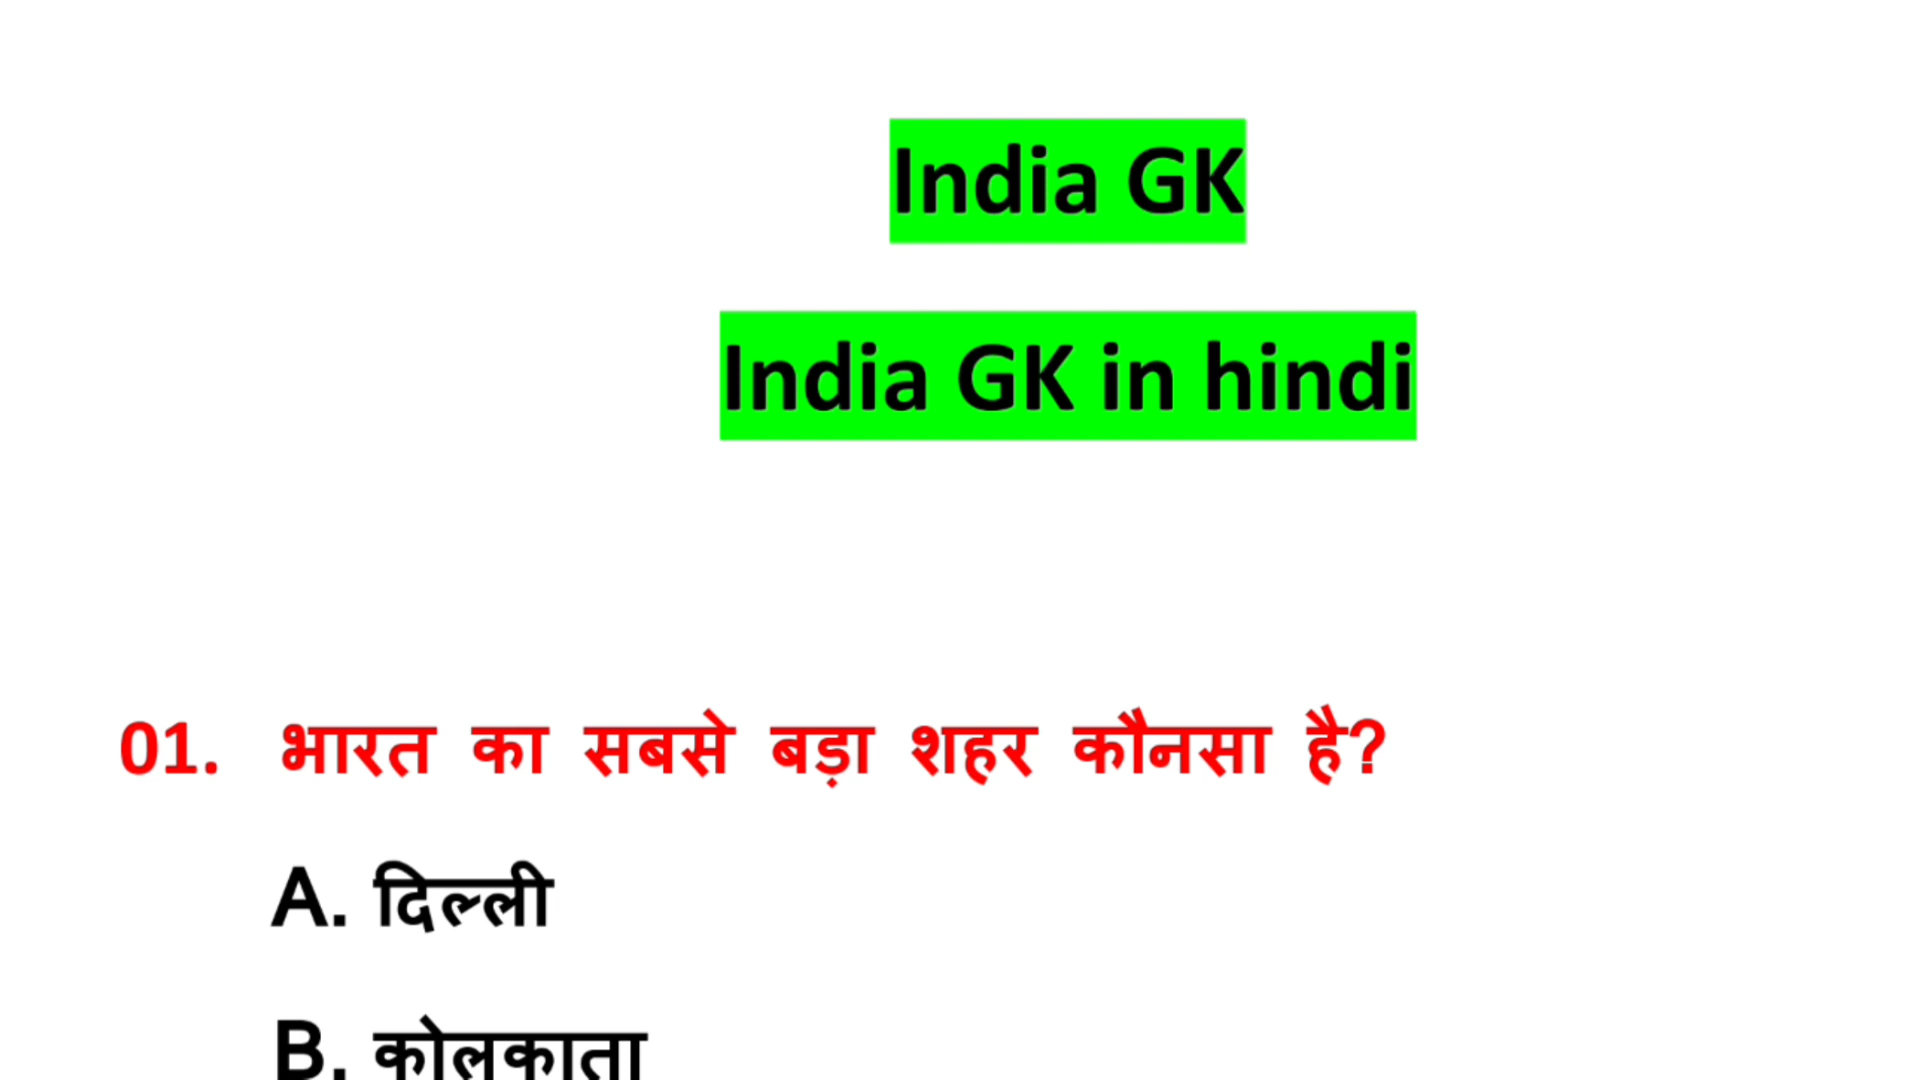 India GK
India GK in hindi
01. भारत का सबसे बड़ा शहर कौनसा है?
A. दिल्ली
B. कोलकाता